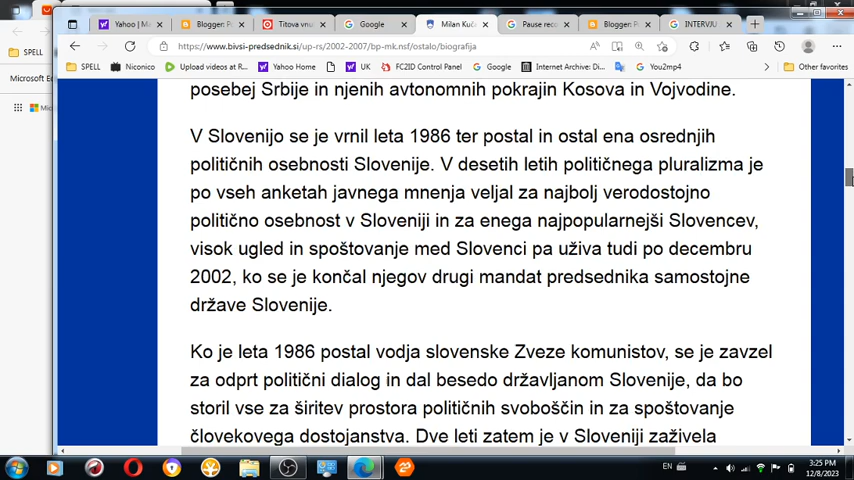 Yahoo | Ma
Blogger: Po
Titova vnu
Google
Milan Kuč
Pause reco
Blogger: P
INTERVJU
https://www.bivsi-predsednik.si/up-rs/2002-2007/bp-mk.nsf/ostalo/biografija
SPELL
SPELL
Niconico
Upload videos at R...
Yahoo Home
UK
FC2ID Control Panel
Google
Internet Archive: Di...
You2mp4
Other favorites
Microsoft Ed
Mic
posebej Srbije in njenih avtonomnih pokrajin Kosova in Vojvodine.
V Slovenijo se je vrnil leta 1986 ter postal in ostal ena osrednjih
političnih osebnosti Slovenije. V desetih letih političnega pluralizma je
po vseh anketah javnega mnenja veljal za najbolj verodostojno
politično osebnost v Sloveniji in za enega najpopularnejši Slovencev,
visok ugled in spoštovanje med Slovenci pa uživa tudi po decembru
2002, ko se je končal njegov drugi mandat predsednika samostojne
države Slovenije.
Ko je leta 1986 postal vodja slovenske Zveze komunistov, se je zavzel
za odprt politični dialog in dal besedo državljanom Slovenije, da bo
storil vse za širitev prostora političnih svoboščin in za spoštovanje
človekovega dostojanstva. Dve leti zatem je v Sloveniji zaživela
EN
3:25 PM
12/8/2023